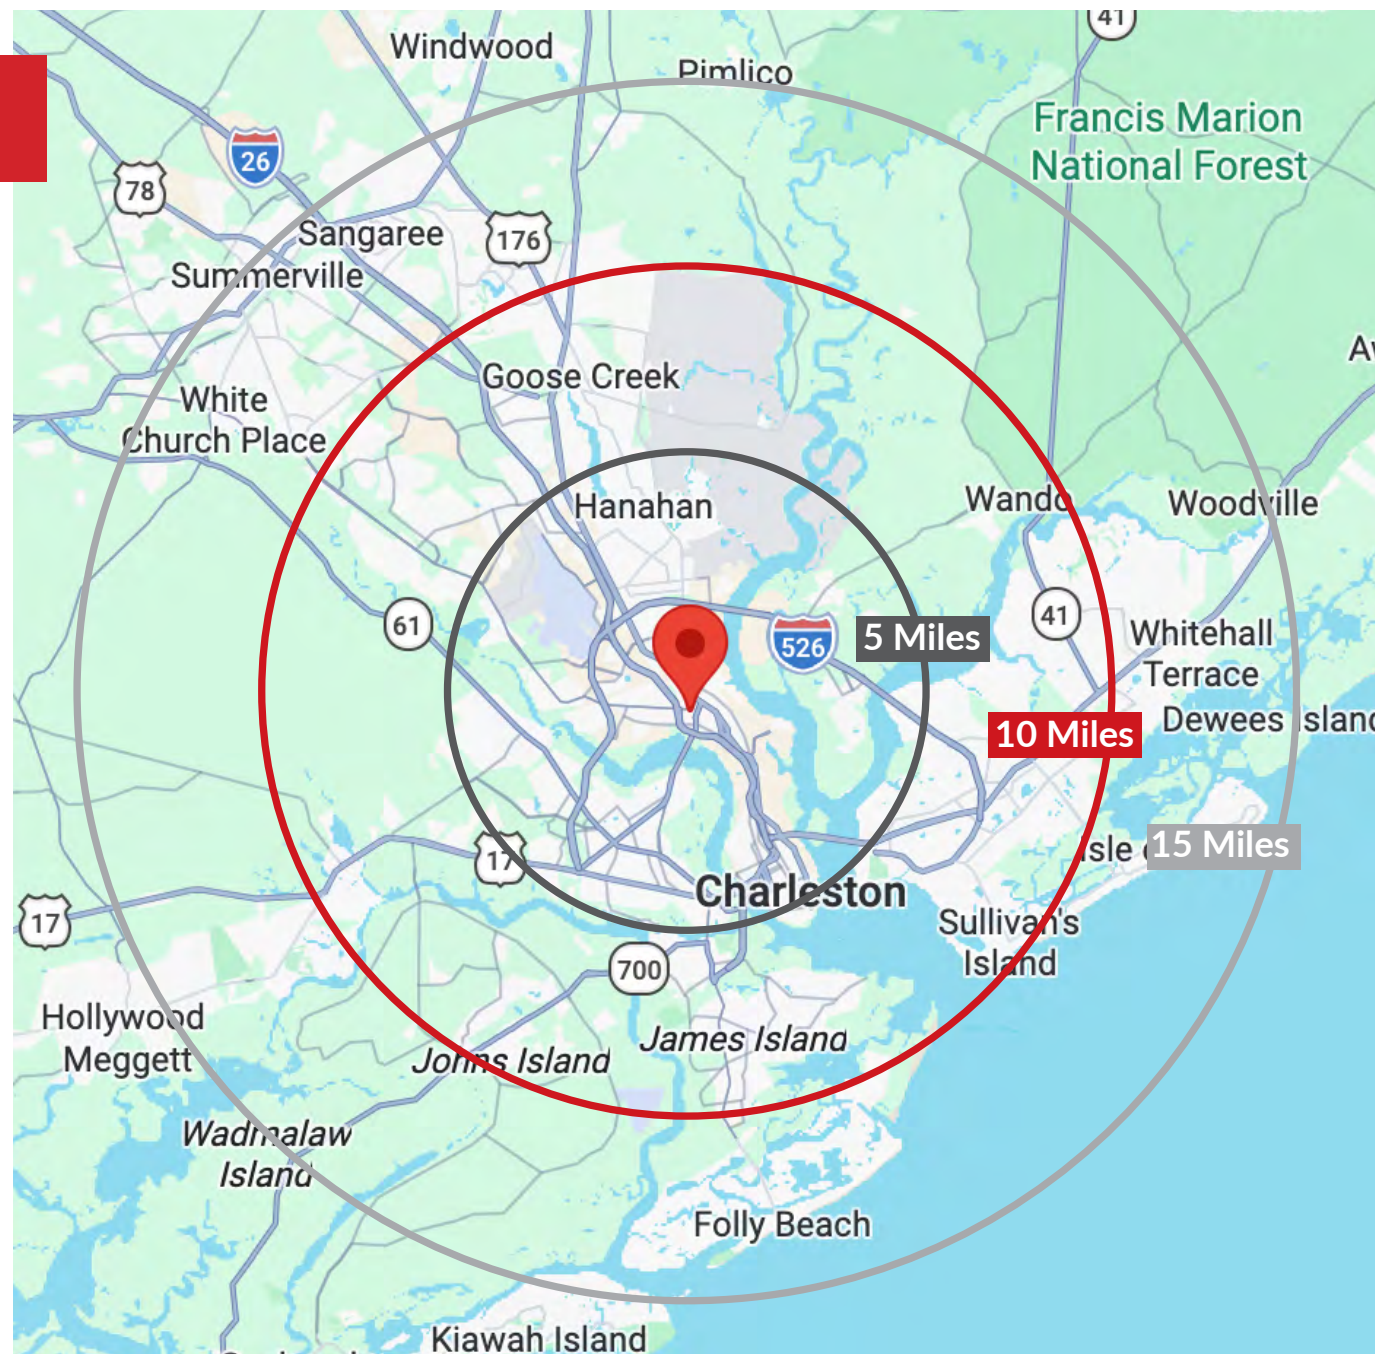 41
Windwood
Pimlico
Francis Marion
National Forest
26
78
Sangaree
176
Summerville
Goose Creek
White
Church Place
Hanahan
Wando
Woodville
61
41
526
5 Miles
Whitehall
Terrace
10 Miles
Dewees Island
17
Isle
15 Miles
Charleston
17
Sullivan's
Island
700
Hollywood
Meggett
James Island
Johns Island
Wadmalaw
Island
Folly Beach
Kiawah Island